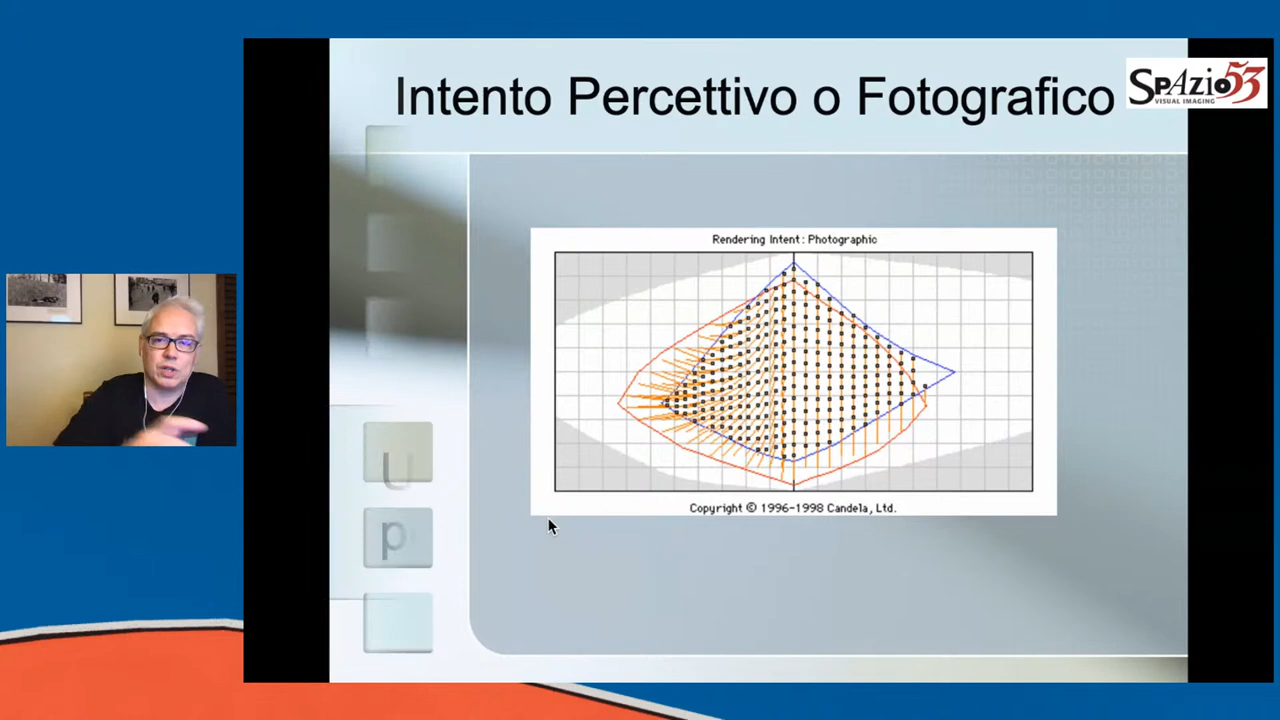 Intento Percettivo o Fotografico
SPAZIO53
VISUAL IMAGING
Rendering Intent: Photographic
Copyright © 1996-1998 Candela, Ltd.
U
p